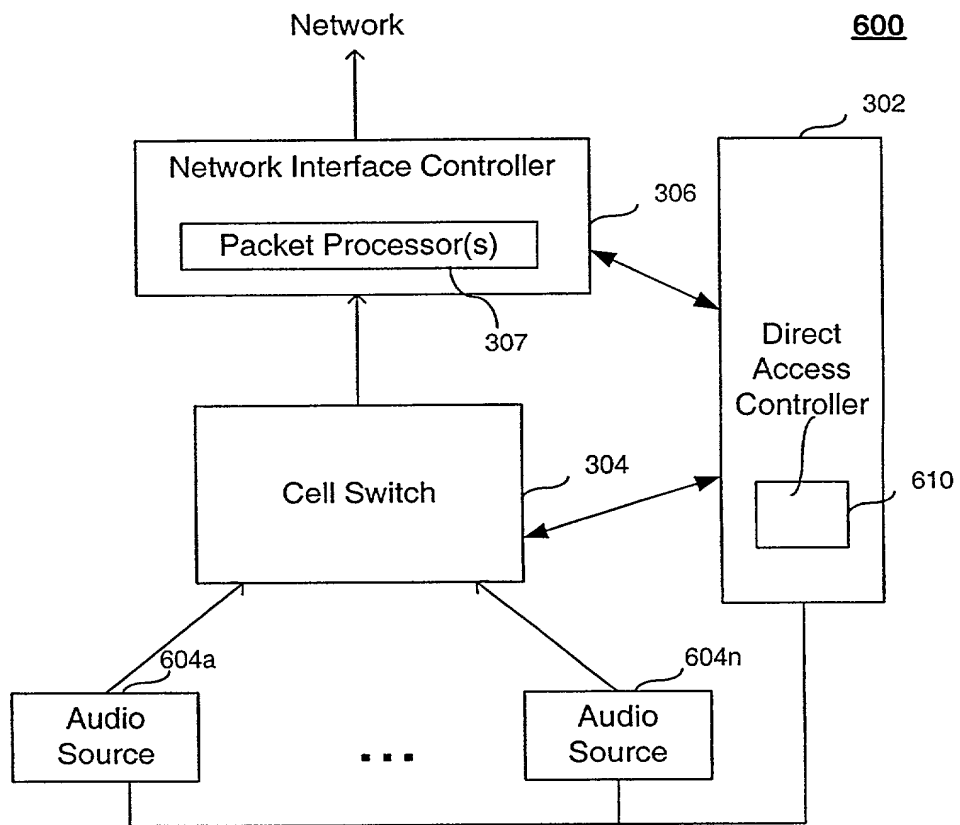 Network
600
302
Network Interface Controller
306
Packet Processor(s)
307
Direct
Access
Controller
304
Cell Switch
610
604a
604n
Audio
Source
...
Audio
Source